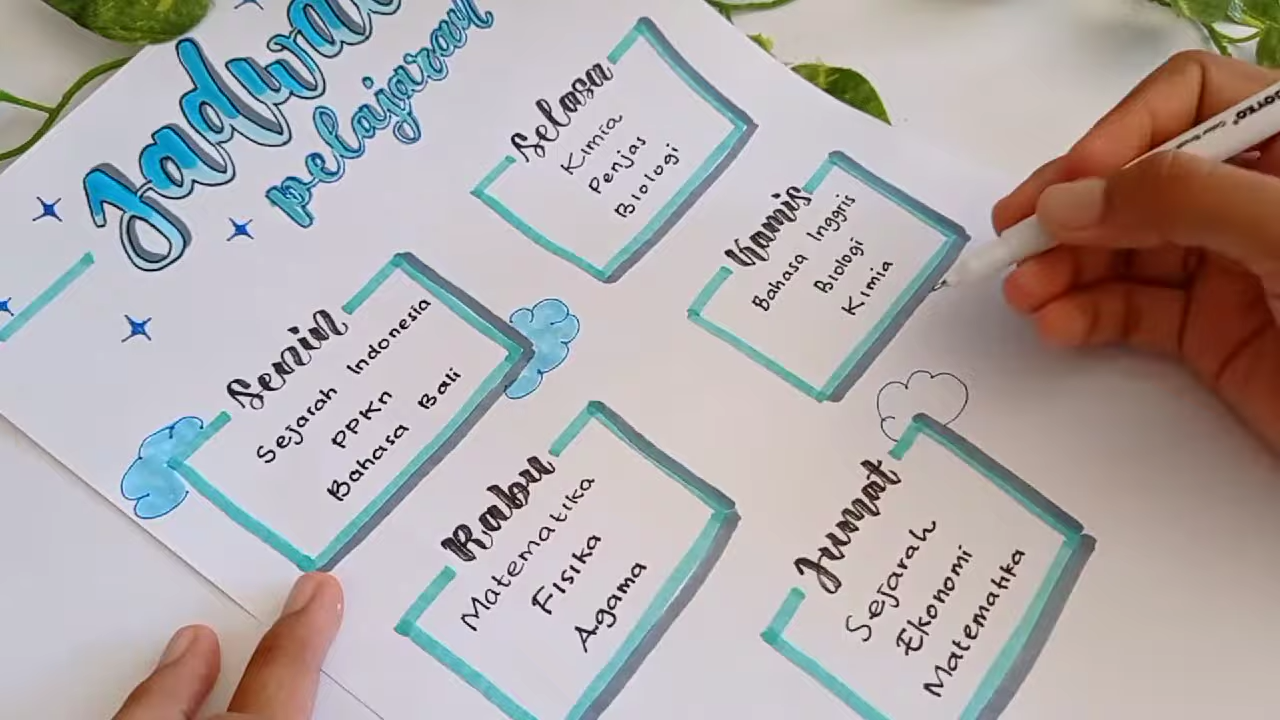 Jadwal
pelajaran
Senin
Sejarah Indonesia
PPKn
Bahasa Bali
Selasa
Kimia
Penjas
Biologi
Rabu
Matematika
Fisika
Agama
Kamis
Bahasa Inggris
Biologi
Kimia
Jumat
Sejarah
Ekonomi
Matematika